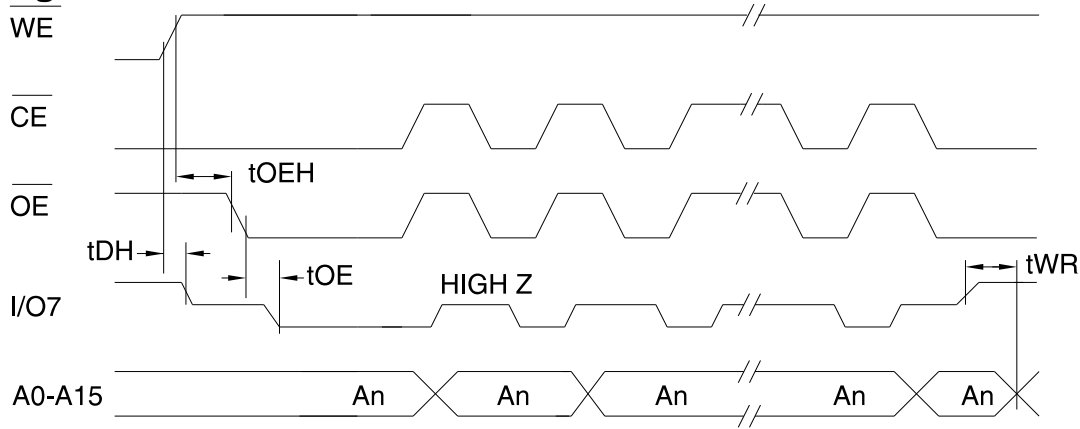 WE
CE
tOEH
OE
tDH
tOE
HIGH Z
tWR
I/O7
A0-A15 An An An An An